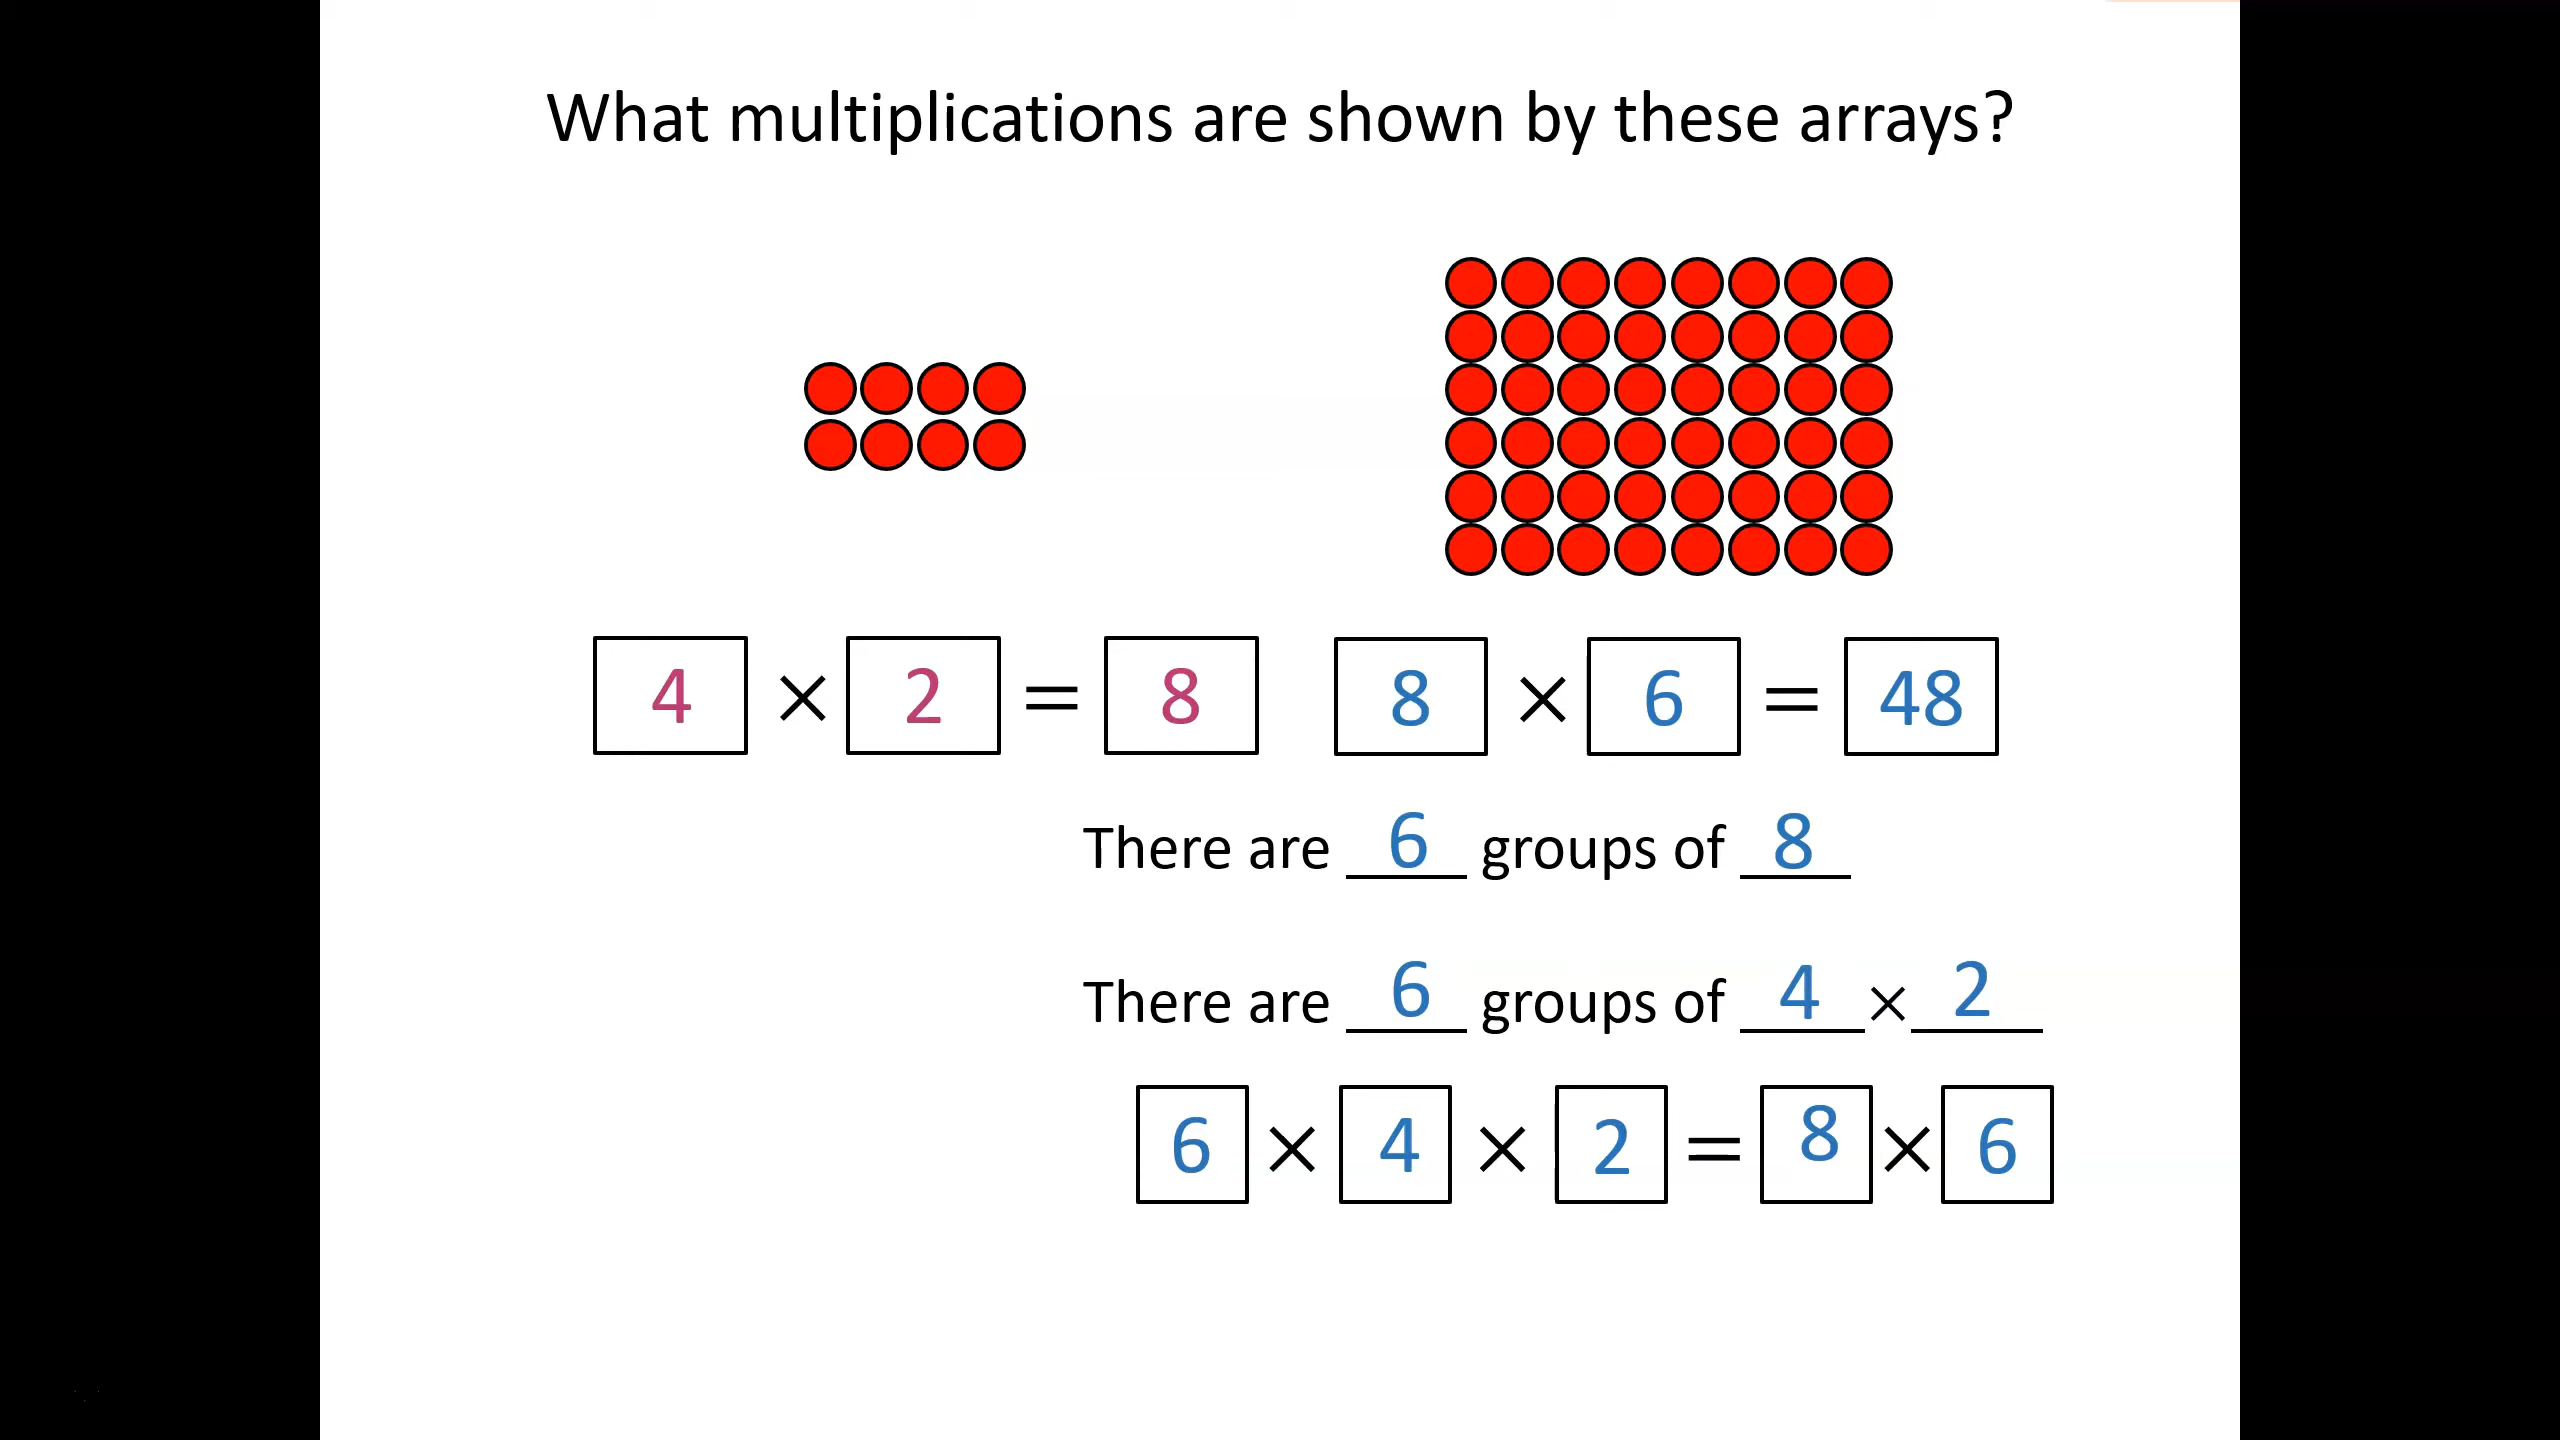 What multiplications are shown by these arrays?
4 × 2 = 8
8 × 6 = 48
There are 6 groups of 8
There are 6 groups of 4 × 2
6 × 4 × 2 = 8 × 6